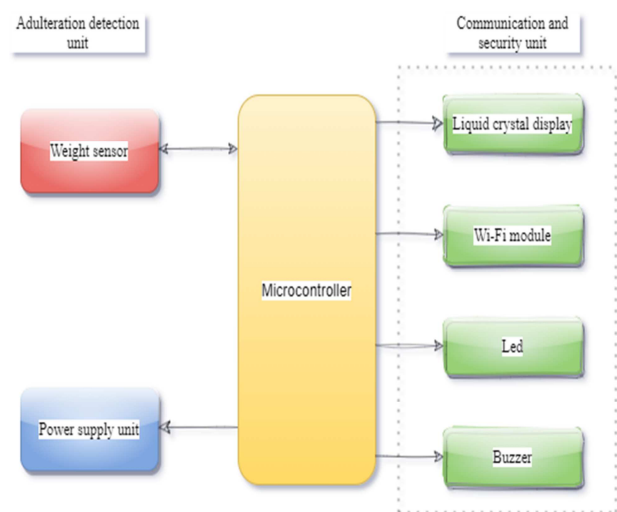 Adulteration detection
unit
Communication and
security unit
Weight sensor
Liquid crystal display
Wi-Fi module
Microcontroller
Led
Power supply unit
Buzzer